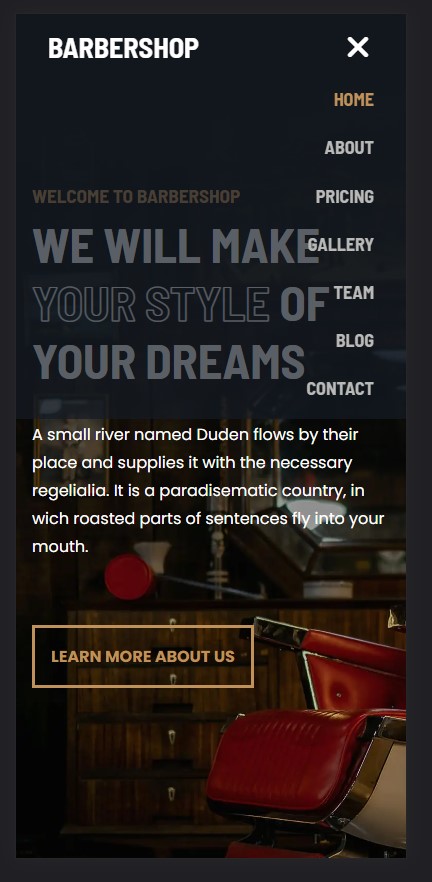 BARBERSHOP
HOME
ABOUT
PRICING
GALLERY
TEAM
BLOG
CONTACT
WELCOME TO BARBERSHOP
WE WILL MAKE
YOUR STYLE OF
YOUR DREAMS
A small river named Duden flows by their
place and supplies it with the necessary
regelialia. It is a paradisematic country, in
wich roasted parts of sentences fly into your
mouth.
LEARN MORE ABOUT US